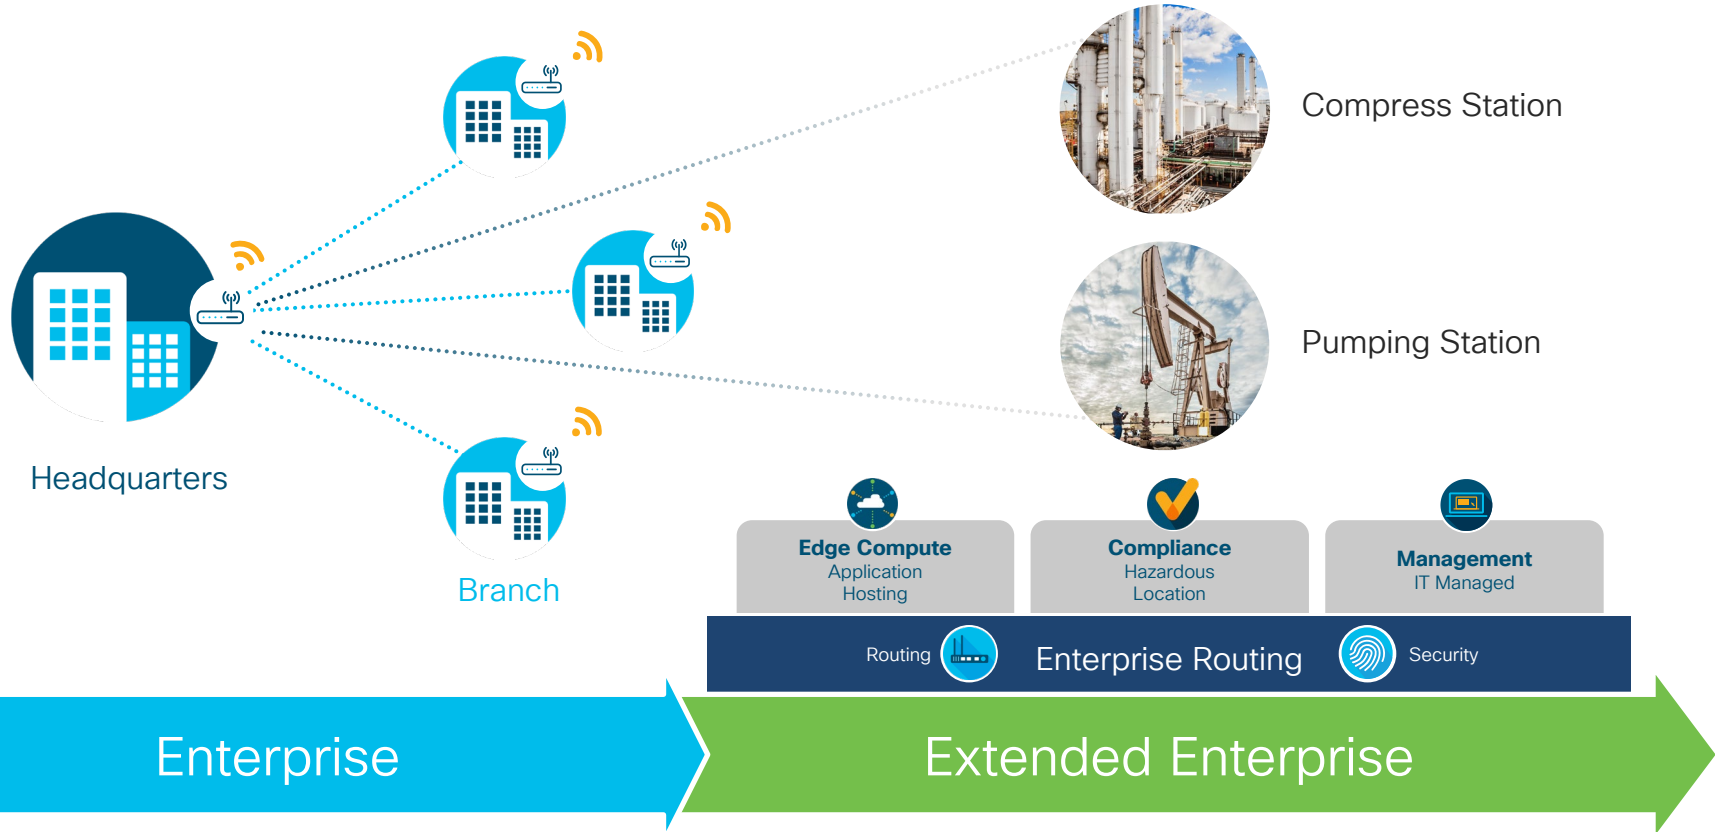 Compress Station
Pumping Station
Headquarters
Branch
Edge Compute
Application
Hosting
Compliance
Hazardous
Location
Management
IT Managed
Routing
Enterprise Routing
Security
Enterprise
Extended Enterprise